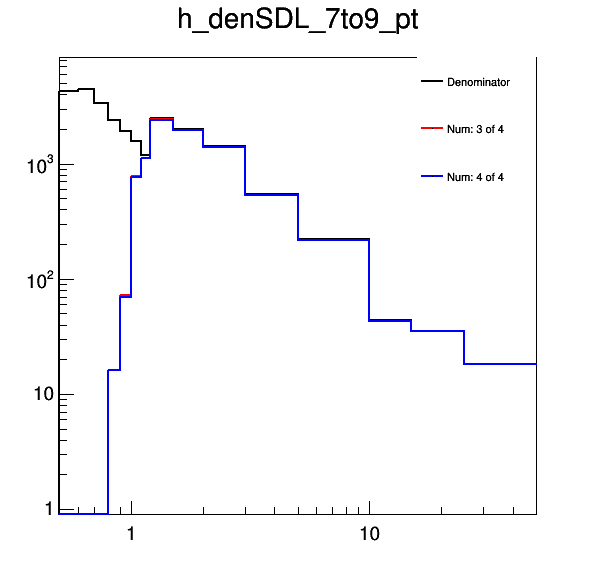 h_denSDL_7to9_pt
Denominator
Num: 3 of 4
Num: 4 of 4
10³
10²
10
1
1
10